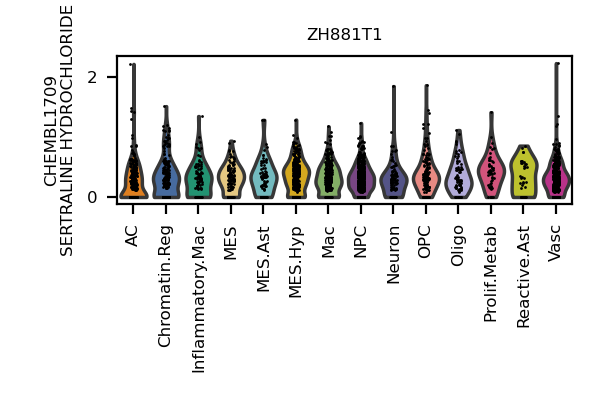 ZH881T1
CHEMBL1709
SERTRALINE HYDROCHLORIDE
2
0
AC
Chromatin.Reg
Inflammatory.Mac
MES
MES.Ast
MES.Hyp
Mac
NPC
Neuron
OPC
Oligo
Prolif.Metab
Reactive.Ast
Vasc